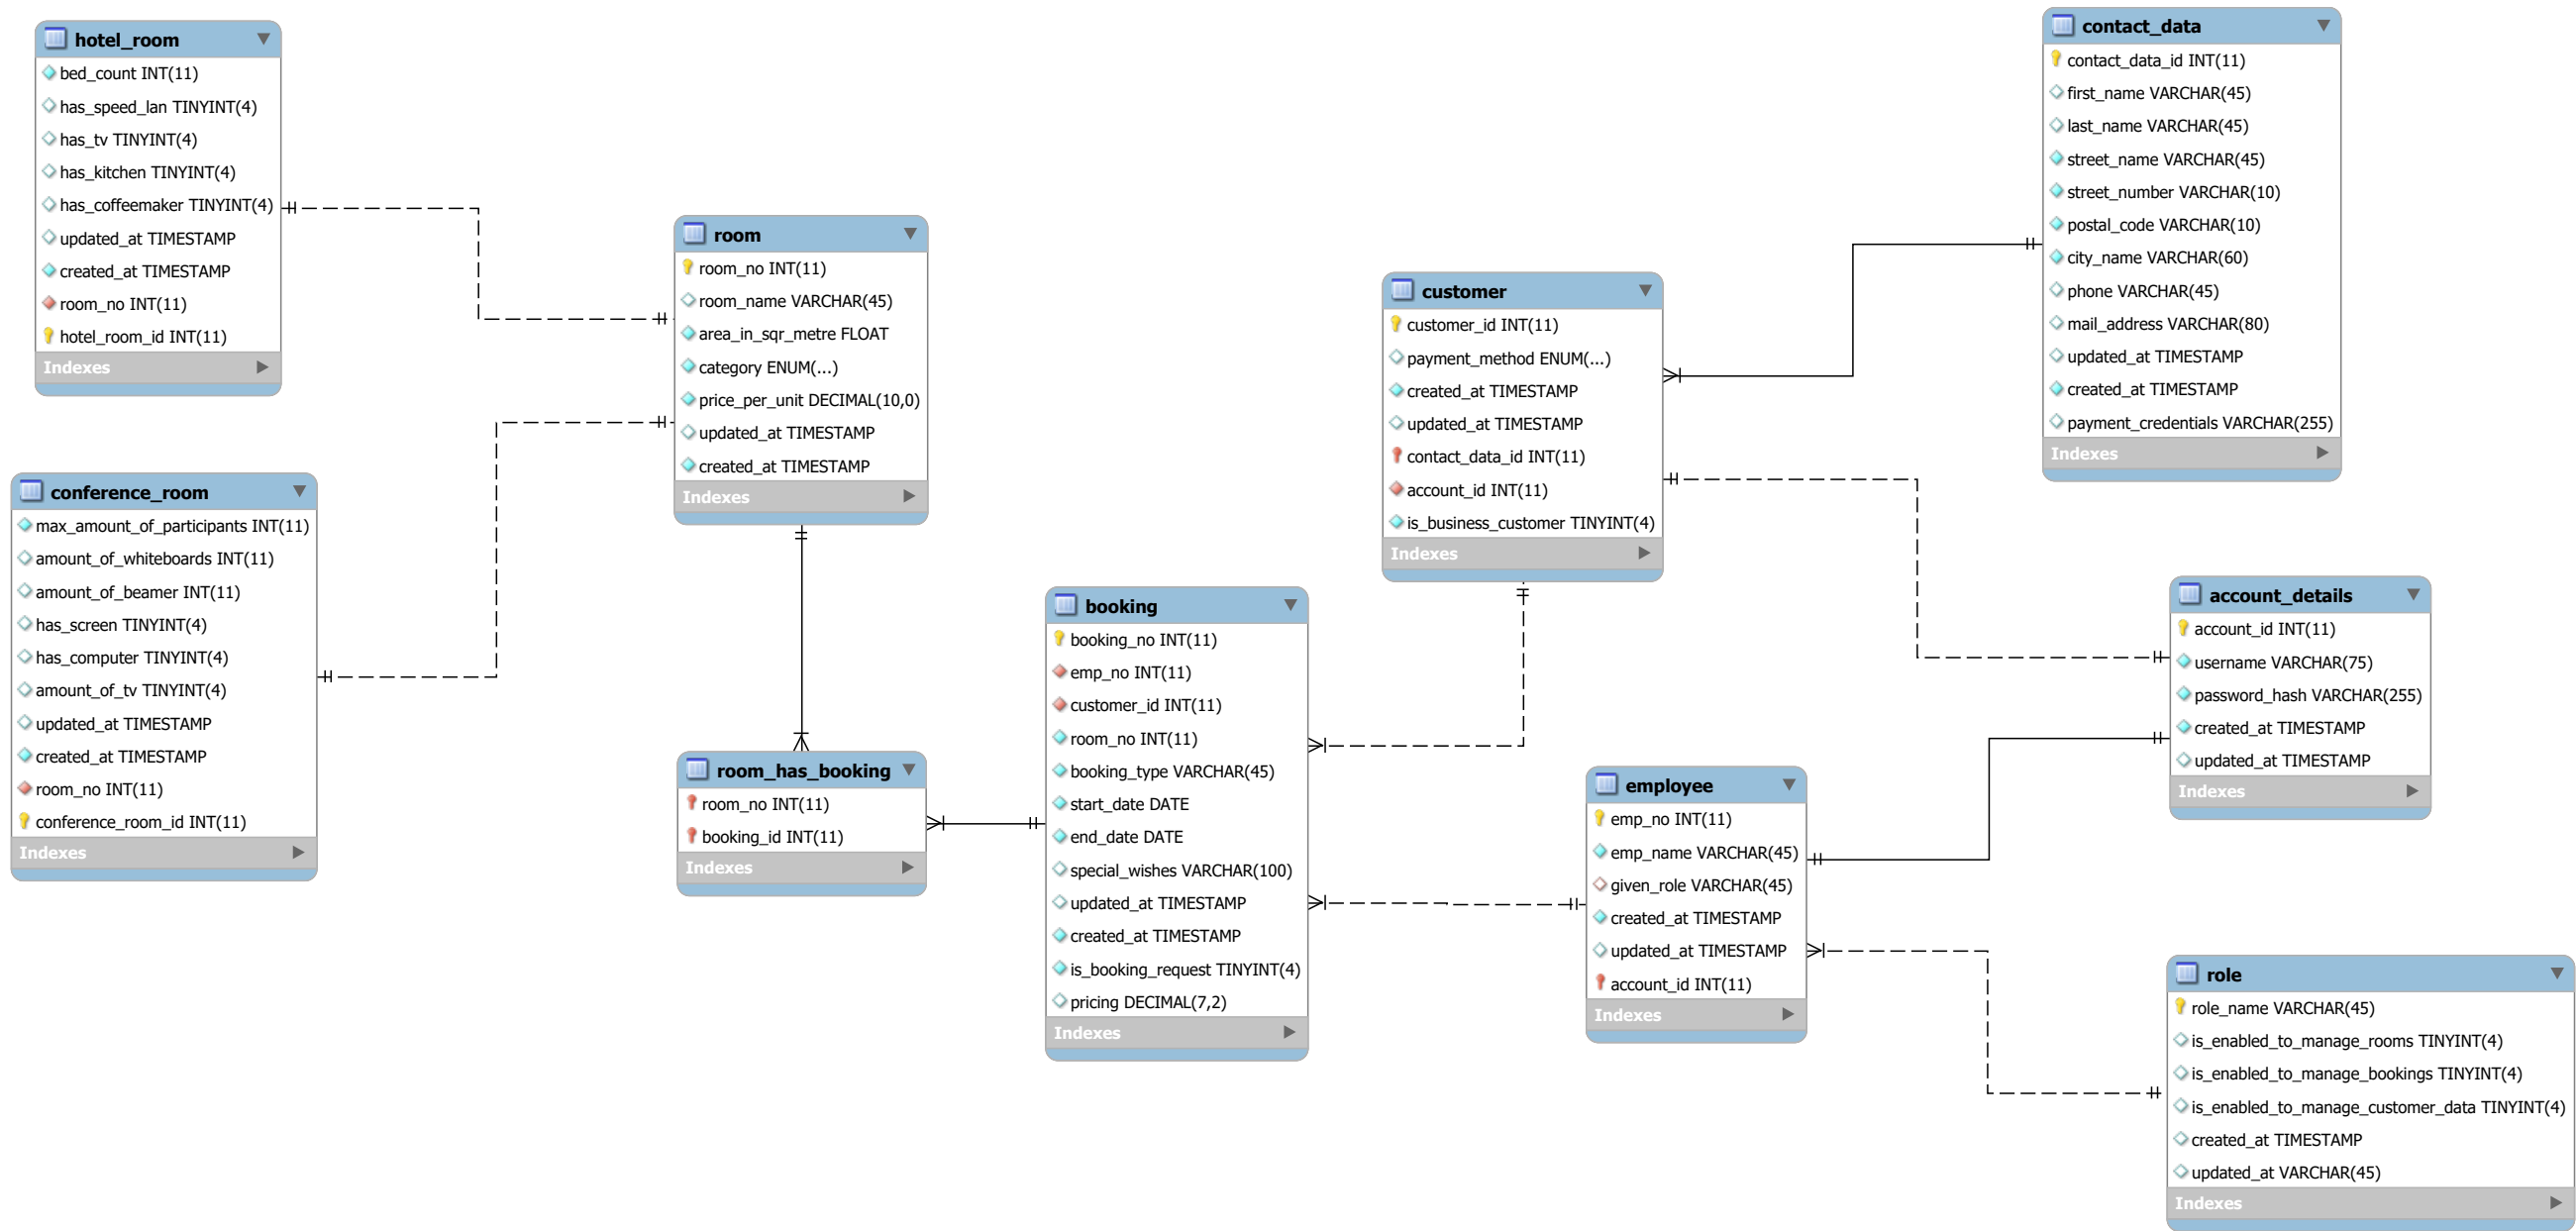 hotel_room
bed_count INT(11)
has_speed_lan TINYINT(4)
has_tv TINYINT(4)
has_kitchen TINYINT(4)
has_coffeemaker TINYINT(4)
updated_at TIMESTAMP
created_at TIMESTAMP
room_no INT(11)
hotel_room_id INT(11)
Indexes
conference_room
max_amount_of_participants INT(11)
amount_of_whiteboards INT(11)
amount_of_beamer INT(11)
has_screen TINYINT(4)
has_computer TINYINT(4)
amount_of_tv TINYINT(4)
updated_at TIMESTAMP
created_at TIMESTAMP
room_no INT(11)
conference_room_id INT(11)
Indexes
room
room_no INT(11)
room_name VARCHAR(45)
area_in_sqr_metre FLOAT
category ENUM(...)
price_per_unit DECIMAL(10,0)
updated_at TIMESTAMP
created_at TIMESTAMP
Indexes
room_has_booking
room_no INT(11)
booking_id INT(11)
Indexes
booking
booking_no INT(11)
emp_no INT(11)
customer_id INT(11)
room_no INT(11)
booking_type VARCHAR(45)
start_date DATE
end_date DATE
special_wishes VARCHAR(100)
updated_at TIMESTAMP
created_at TIMESTAMP
is_booking_request TINYINT(4)
pricing DECIMAL(7,2)
Indexes
customer
customer_id INT(11)
payment_method ENUM(...)
created_at TIMESTAMP
updated_at TIMESTAMP
contact_data_id INT(11)
account_id INT(11)
is_business_customer TINYINT(4)
Indexes
employee
emp_no INT(11)
emp_name VARCHAR(45)
given_role VARCHAR(45)
created_at TIMESTAMP
updated_at TIMESTAMP
account_id INT(11)
Indexes
contact_data
contact_data_id INT(11)
first_name VARCHAR(45)
last_name VARCHAR(45)
street_name VARCHAR(45)
street_number VARCHAR(10)
postal_code VARCHAR(10)
city_name VARCHAR(60)
phone VARCHAR(45)
mail_address VARCHAR(80)
updated_at TIMESTAMP
created_at TIMESTAMP
payment_credentials VARCHAR(255)
Indexes
account_details
account_id INT(11)
username VARCHAR(75)
password_hash VARCHAR(255)
created_at TIMESTAMP
updated_at TIMESTAMP
Indexes
role
role_name VARCHAR(45)
is_enabled_to_manage_rooms TINYINT(4)
is_enabled_to_manage_bookings TINYINT(4)
is_enabled_to_manage_customer_data TINYINT(4)
created_at TIMESTAMP
updated_at VARCHAR(45)
Indexes